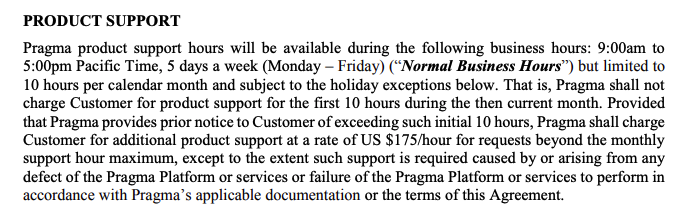 PRODUCT SUPPORT
Pragma product support hours will be available during the following business hours: 9:00am to
5:00pm Pacific Time, 5 days a week (Monday – Friday) (“Normal Business Hours”) but limited to
10 hours per calendar month and subject to the holiday exceptions below. That is, Pragma shall not
charge Customer for product support for the first 10 hours during the then current month. Provided
that Pragma provides prior notice to Customer of exceeding such initial 10 hours, Pragma shall charge
Customer for additional product support at a rate of US $175/hour for requests beyond the monthly
support hour maximum, except to the extent such support is required caused by or arising from any
defect of the Pragma Platform or services or failure of the Pragma Platform or services to perform in
accordance with Pragma’s applicable documentation or the terms of this Agreement.